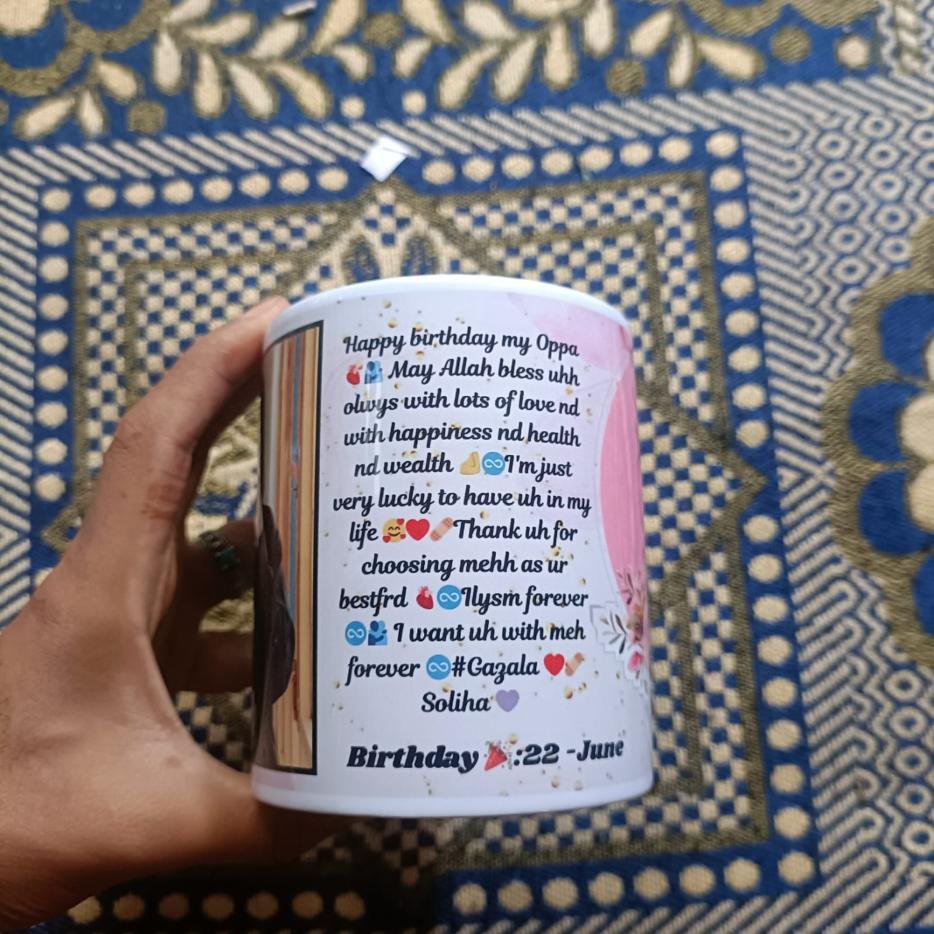 Happy birthday my Oppa
🫀🫂 May Allah bless uhh
olwys with lots of love nd
with happiness nd health
nd wealth 🤌♾️I'm just
very lucky to have uh in my
life 🥰❤️🩹Thank uh for
choosing mehh as ur
bestfrd 🫀♾️Ilysm forever
♾️🫂 I want uh with meh
forever ♾️#Gazala ❤️🩹
Soliha 💜
Birthday 🎉:22 -June